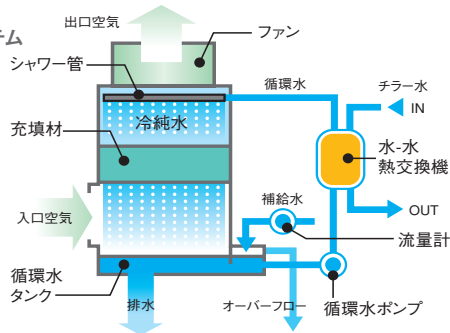 出口空気
テム
ファン
シャワー管
循環水
チラー水
IN
冷純水
充填材
水-水
熱交換機
補給水
入口空気
OUT
流量計
循環水
タンク
排水
オーバーフロー
循環水ポンプ